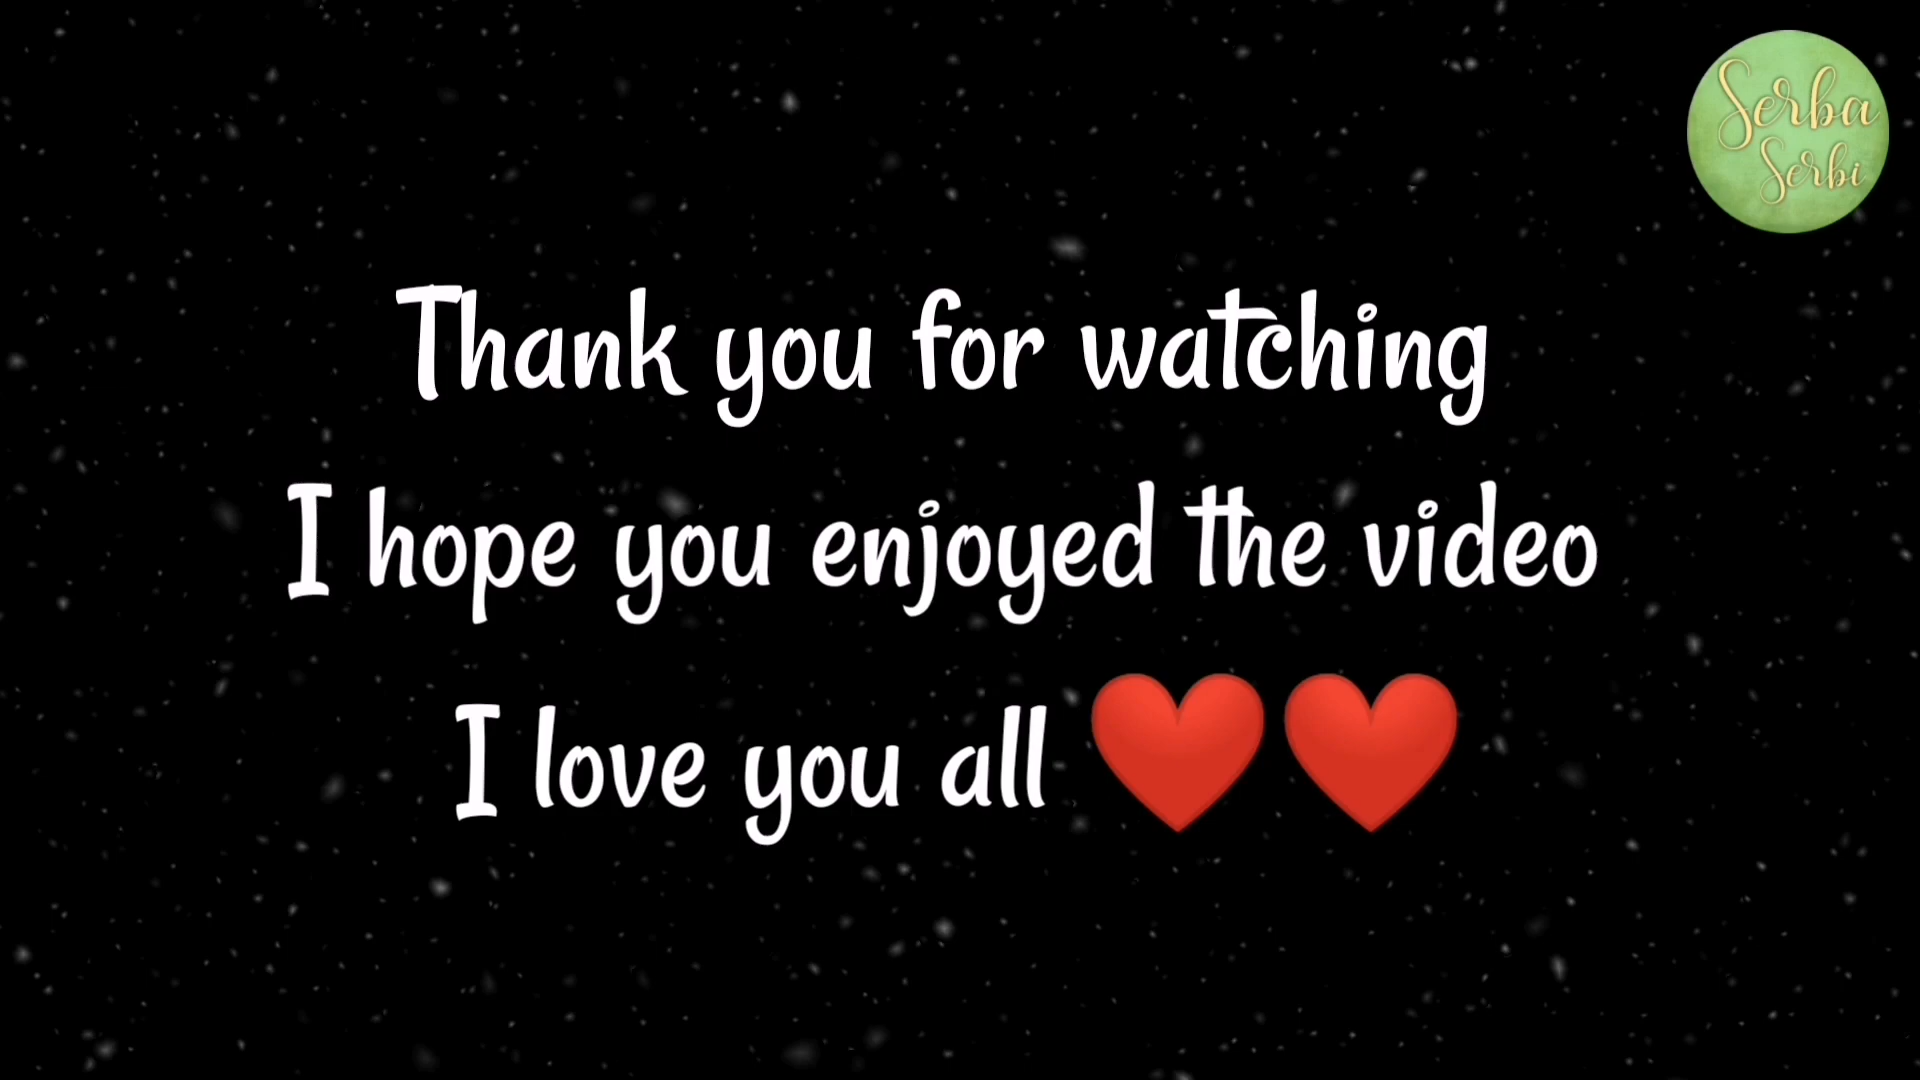 Serba
Serbi
Thank you for watching
I hope you enjoyed the video
I love you all ❤️❤️